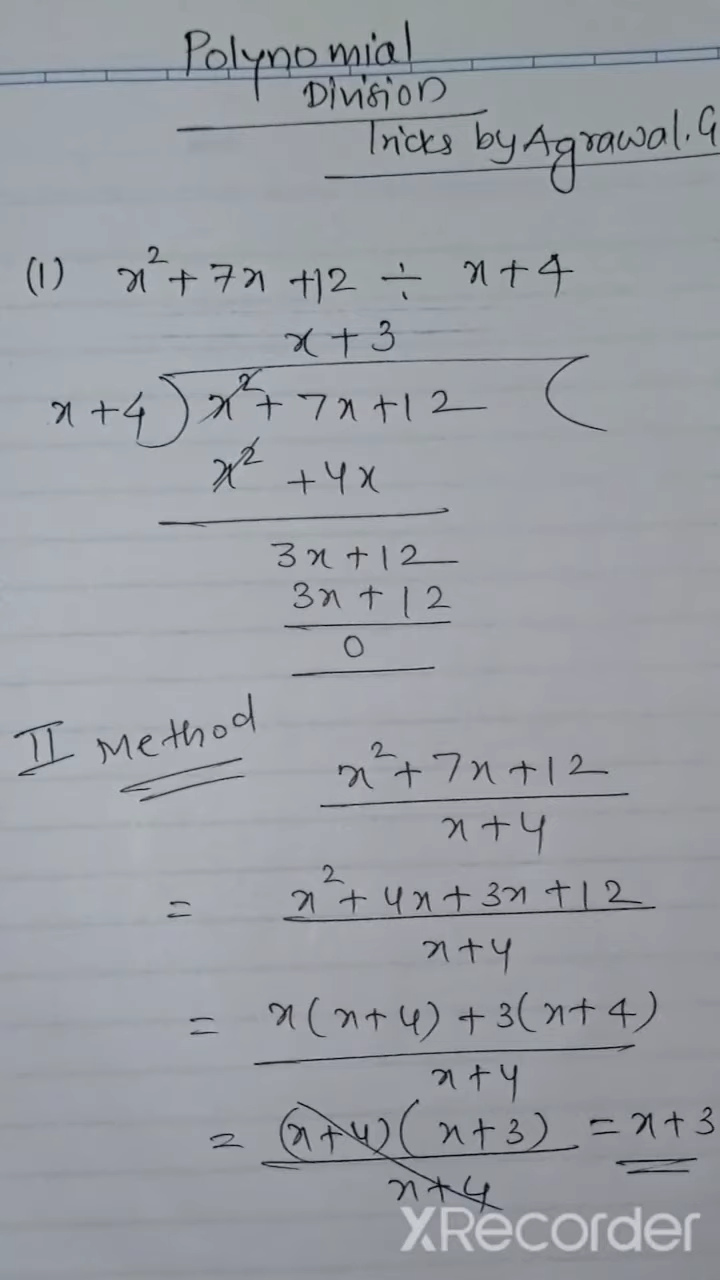 Polynomial
Division
Tricks by Agrawal. G
(1) x² + 7x + 12 ÷ x + 4
x + 3
x + 4 ) x² + 7x + 12 (
x² + 4x
3x + 12
3x + 12
0
II Method
x² + 7x + 12
x + 4
= x² + 4x + 3x + 12
x + 4
= x(x + 4) + 3(x + 4)
x + 4
= (x + 4)(x + 3) = x + 3
x + 4
XRecorder